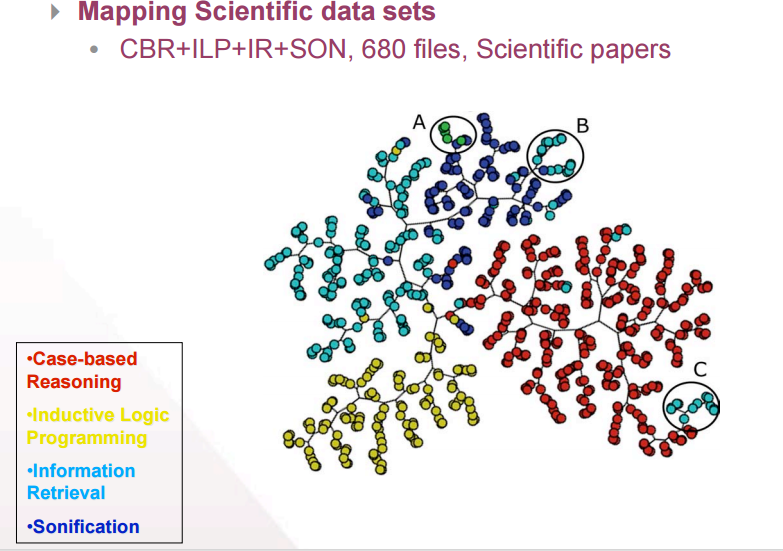 Mapping Scientific data sets
• CBR+ILP+IR+SON, 680 files, Scientific papers
A
B
C
•Case-based
Reasoning
•Inductive Logic
Programming
•Information
Retrieval
•Sonification